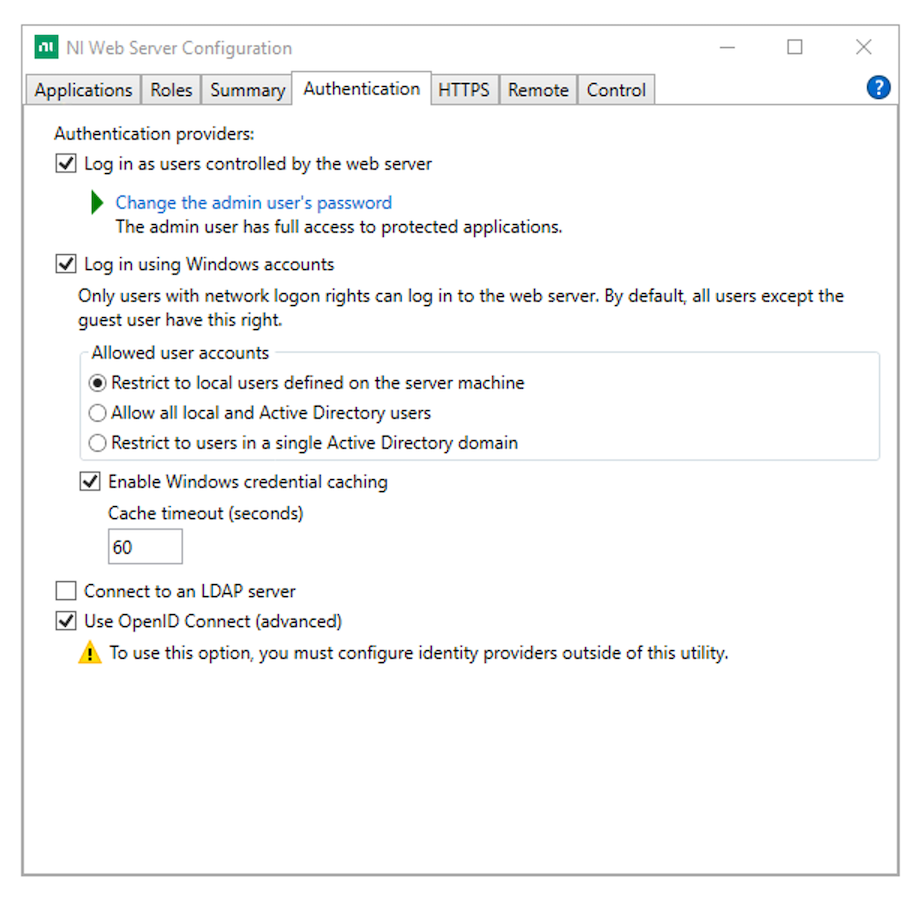 NI Web Server Configuration
Applications Roles Summary Authentication HTTPS Remote Control ?
Authentication providers:
Log in as users controlled by the web server
Change the admin user's password
The admin user has full access to protected applications.
Log in using Windows accounts
Only users with network logon rights can log in to the web server. By default, all users except the
guest user have this right.
Allowed user accounts
Restrict to local users defined on the server machine
Allow all local and Active Directory users
Restrict to users in a single Active Directory domain
Enable Windows credential caching
Cache timeout (seconds)
60
Connect to an LDAP server
Use OpenID Connect (advanced)
To use this option, you must configure identity providers outside of this utility.